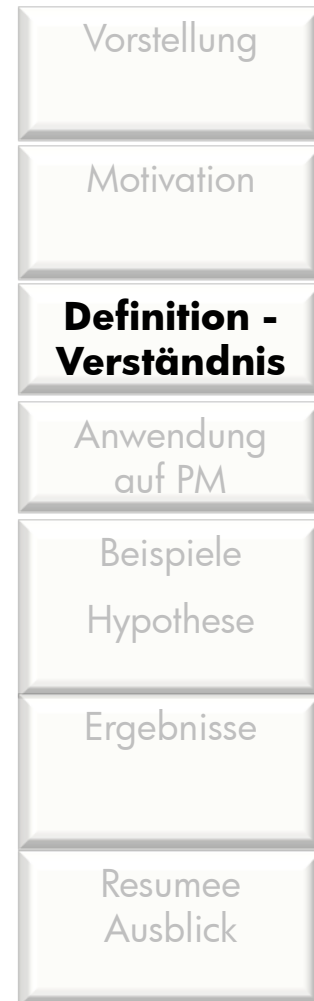 Vorstellung
Motivation
Definition -
Verständnis
Anwendung
auf PM
Beispiele
Hypothese
Ergebnisse
Resumee
Ausblick